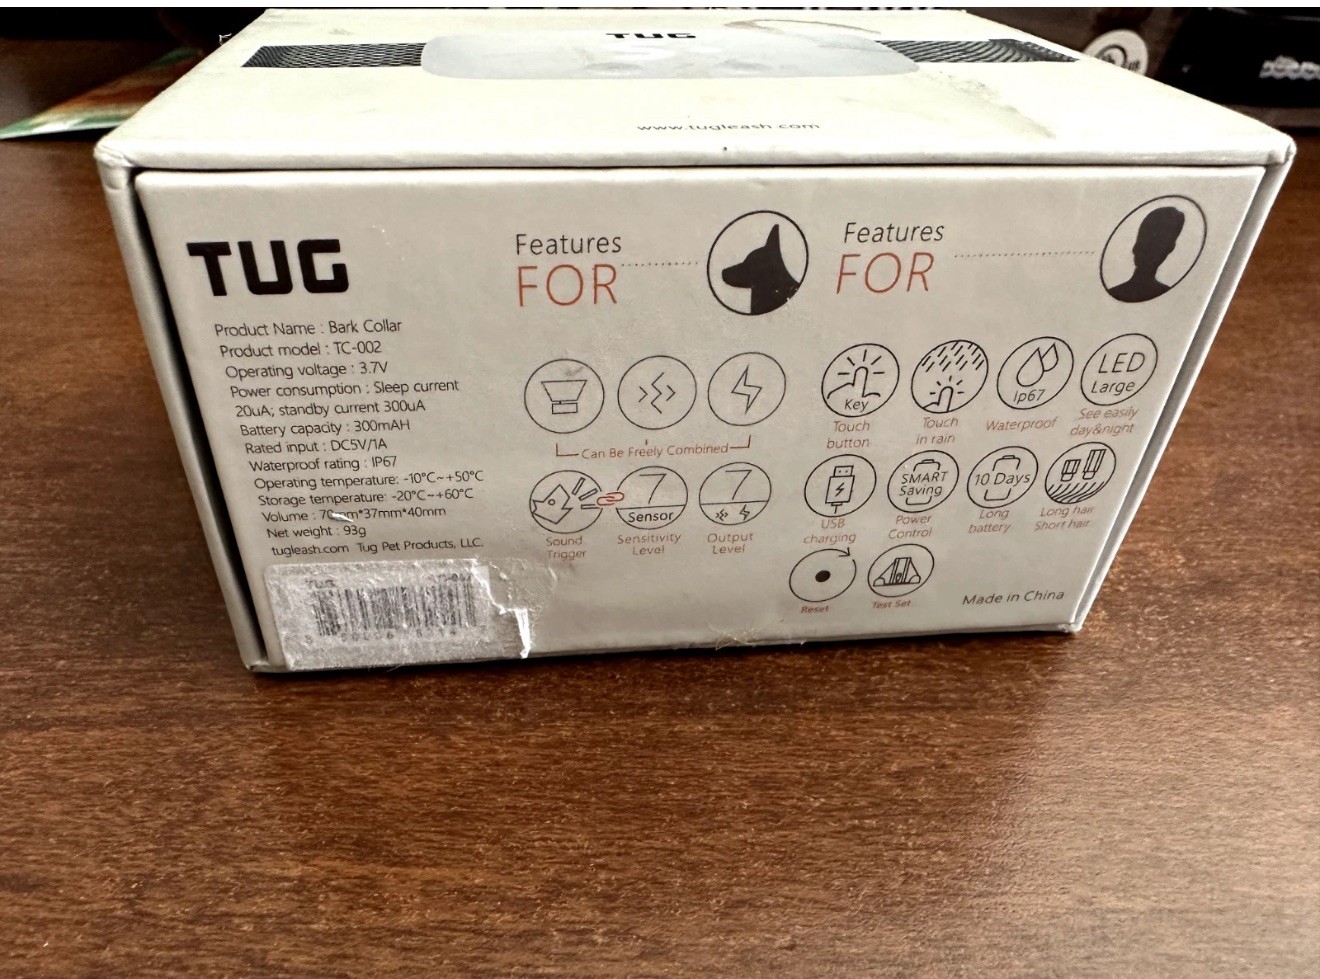 TUG
www.tugleash.com
TUG
Product Name : Bark Collar
Product model : TC-002
Operating voltage : 3.7V
Power consumption : Sleep current
20uA; standby current 300uA
Battery capacity : 300mAH
Rated input : DC5V/1A
Waterproof rating : IP67
Operating temperature: -10°C~+50°C
Storage temperature: -20°C~+60°C
Volume : 70mm*37mm*40mm
Net weight : 93g
tugleash.com Tug Pet Products, LLC.
TUG
Features
FOR
Can Be Freely Combined
Sound
Trigger
7
Sensor
Sensitivity
Level
7
Output
Level
Features
FOR
Key
Touch
button
Touch
in rain
Ip67
Waterproof
LED
Large
See easily
day&night
USB
charging
SMART
Saving
Power
Control
10 Days
Long
battery
Long hair
Short hair
Reset
Test Set
Made in China